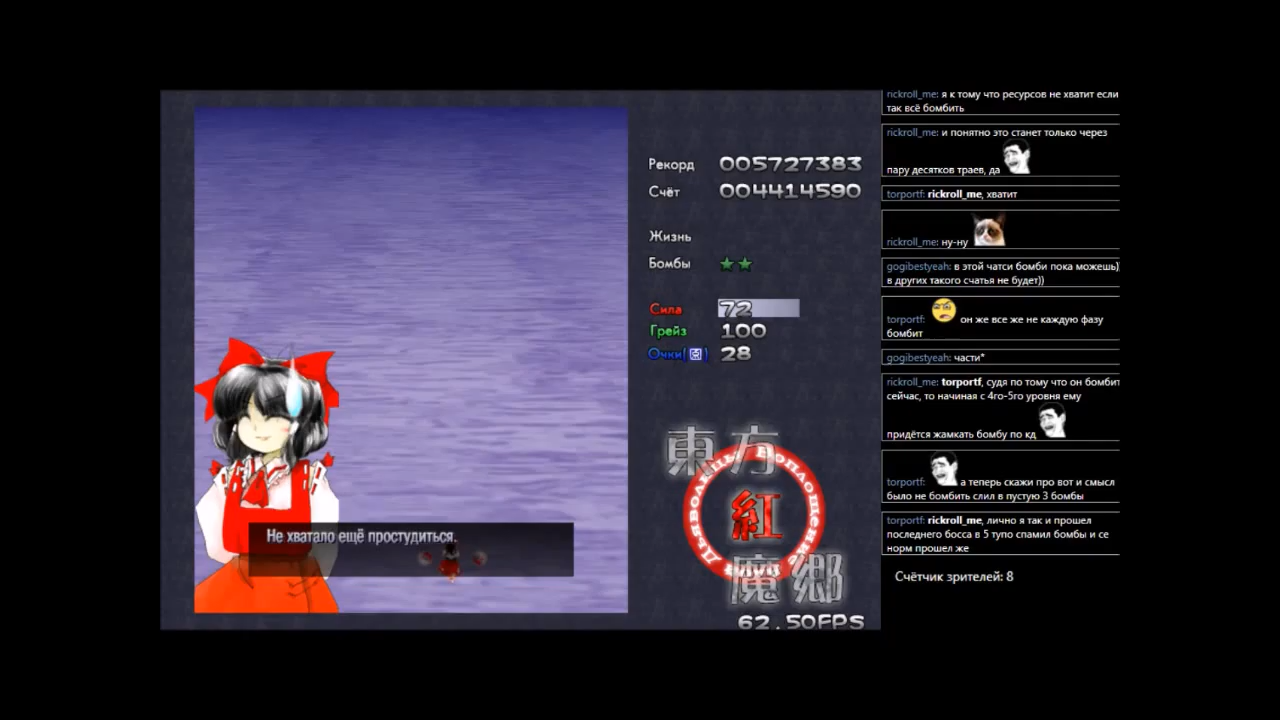 Рекорд 005727383
Счёт 004414590
Жизнь
Бомбы
Сила 72
Грейз 100
Очки(回) 28
東方
紅
魔郷
Воплощение
Дьявольщины
62.50FPS
Не хватало ещё простудиться.
rickroll_me: я к тому что ресурсов не хватит если
так всё бомбить
rickroll_me: и понятно это станет только через
пару десятков траев, да
torportf: rickroll_me, хватит
rickroll_me: ну-ну
gogibestyeah: в этой чатси бомби пока можешь)
в других такого счатья не будет))
torportf: он же все же не каждую фазу
бомбит
gogibestyeah: части*
rickroll_me: torportf, судя по тому что он бомбит
сейчас, то начиная с 4го-5го уровня ему
придётся жамкать бомбу по кд
torportf: а теперь скажи про вот и смысл
было не бомбить слил в пустую 3 бомбы
torportf: rickroll_me, лично я так и прошел
последнего босса в 5 тупо спамил бомбы и се
норм прошел же
Счётчик зрителей: 8